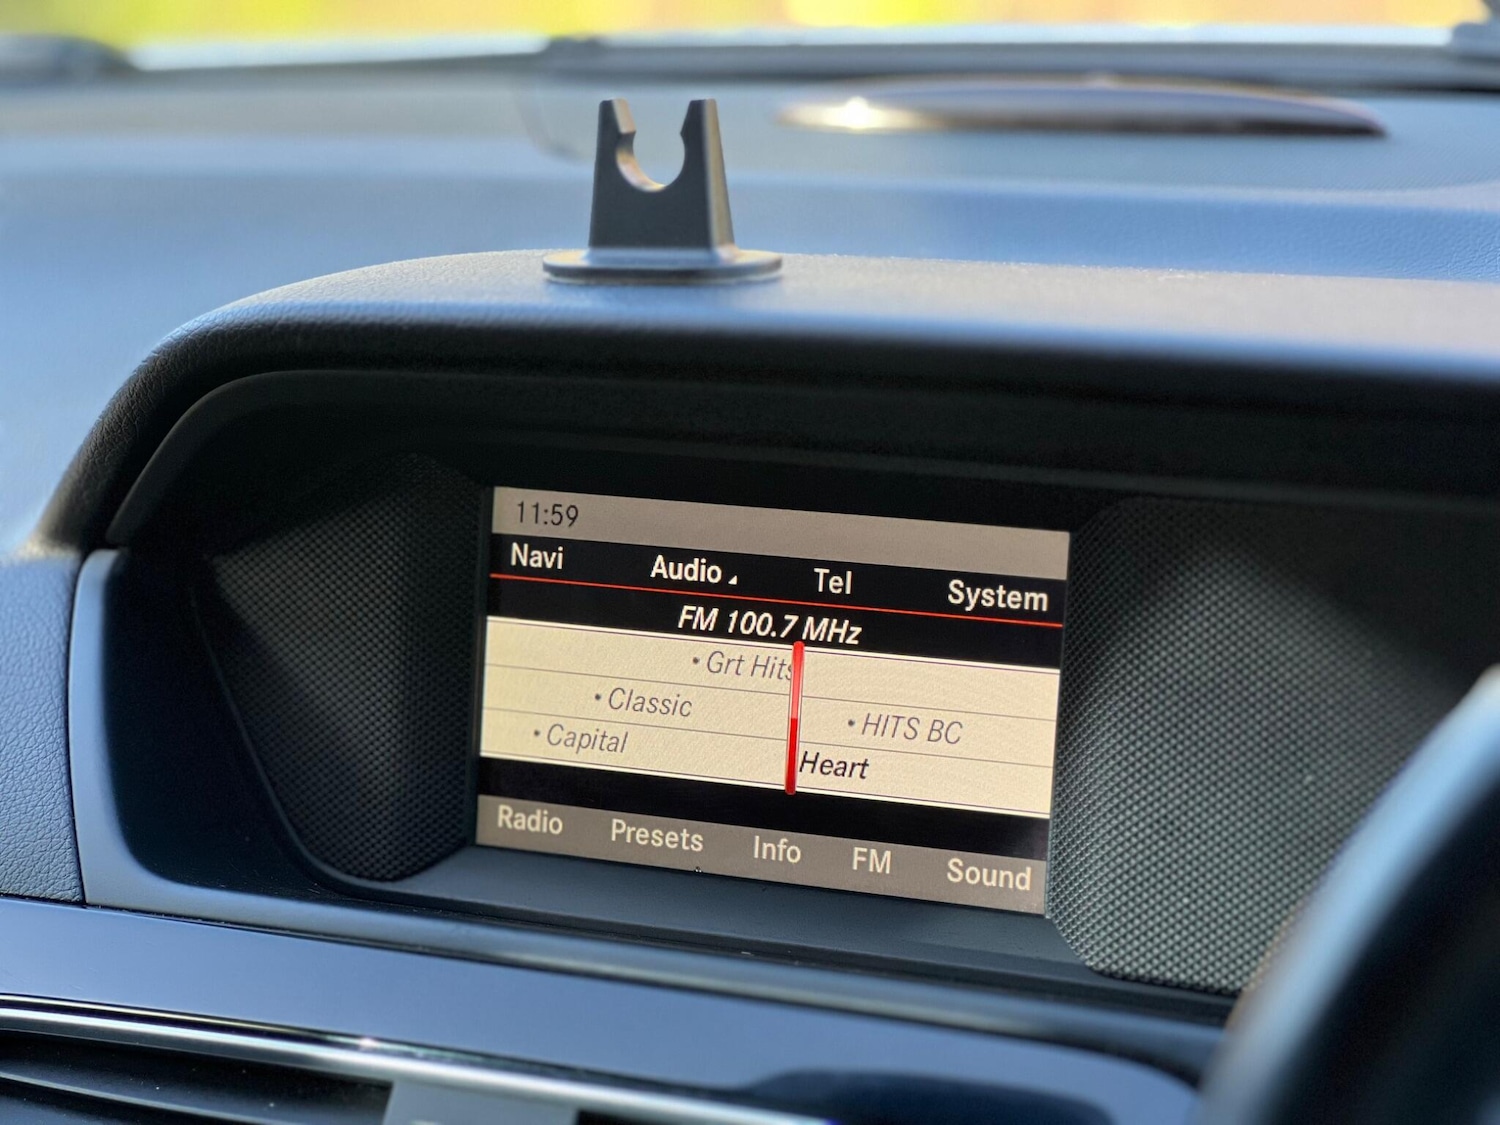 11:59
Navi Audio Tel System
FM 100.7 MHz
• Grt Hits
• Classic
• HITS BC
• Capital
Heart
Radio Presets Info FM Sound